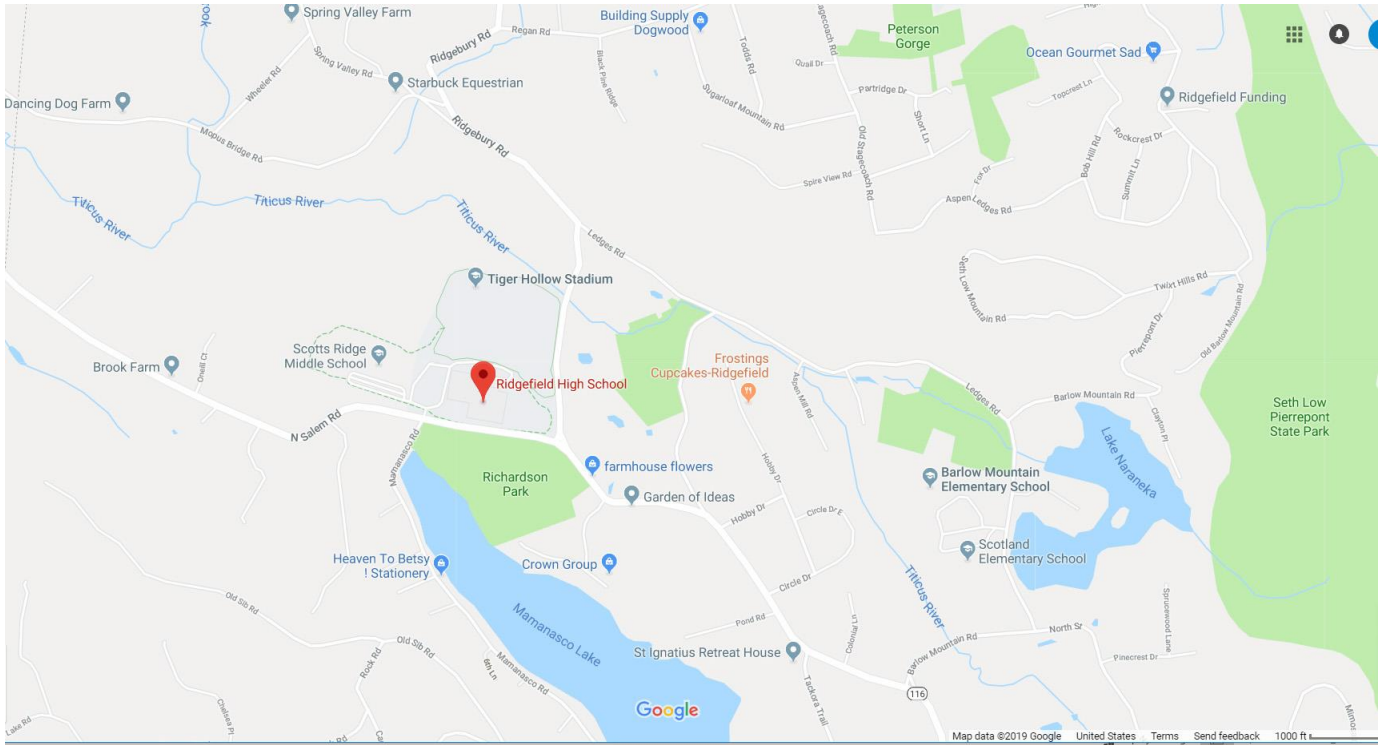 Spring Valley Farm
Regan Rd
Building Supply
Dogwood
Peterson
Gorge
Ocean Gourmet Sad
Ridgebury Rd
Spring Valley Rd
Wheeler Rd
Starbuck Equestrian
Black Pine Ridge
Todds Rd
Quail Dr
Partridge Dr
Short Ln
Topcrest Ln
Ridgefield Funding
Dancing Dog Farm
Mopus Bridge Rd
Ridgebury Rd
Sugarloaf Mountain Rd
Old Stagecoach Rd
Rockcrest Dr
Bob Hill Rd
Summit Ln
Spire View Rd
Fox Dr
Aspen Ledges Rd
Titicus River
Titicus River
Titicus River
Ledges Rd
Seth Low Mountain Rd
Twixt Hills Rd
Tiger Hollow Stadium
Pierrepont Dr
Old Barlow Mountain Rd
Scotts Ridge
Middle School
Brook Farm
Oneill Ct
Ridgefield High School
Frostings
Cupcakes-Ridgefield
Aspen Mill Rd
Ledges Rd
Barlow Mountain Rd
Clayton Pl
Seth Low
Pierrepont
State Park
N Salem Rd
Mamanasco Rd
Richardson
Park
farmhouse flowers
Garden of Ideas
Hobby Dr
Hobby Dr
Circle Dr E
Barlow Mountain
Elementary School
Lake Naraneka
Scotland
Elementary School
Heaven To Betsy
! Stationery
Crown Group
Circle Dr
Titicus River
Old Sib Rd
Mamanasco Lake
Pond Rd
Colonial Ln
Sprucewood Lane
North St
Old Sib Rd
Rock Rd
6th Ln
Mamanasco Rd
St Ignatius Retreat House
Tackora Trail
Barlow Mountain Rd
Pinecrest Dr
116
Chelsea Pl
Lake Rd
Google
Map data ©2019 Google United States Terms Send feedback 1000 ft